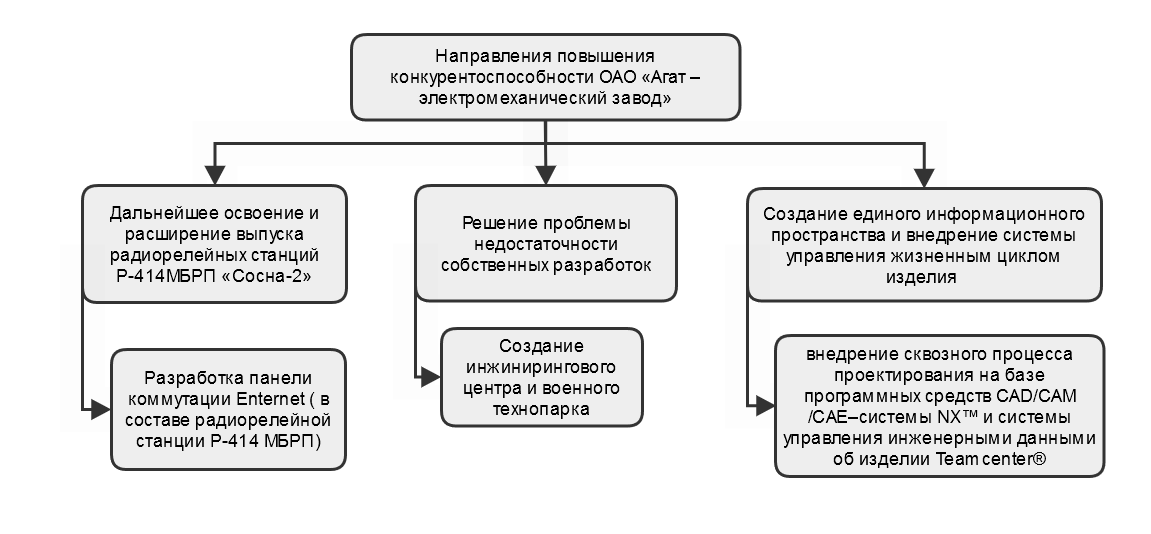 Направления повышения
конкурентоспособности ОАО «Агат –
электромеханический завод»
Дальнейшее освоение и
расширение выпуска
радиорелейных станций
Р-414МБРП «Сосна-2»
Решение проблемы
недостаточности
собственных разработок
Создание единого информационного
пространства и внедрение системы
управления жизненным циклом
изделия
Разработка панели
коммутации Enternet ( в
составе радиорелейной
станции Р-414 МБРП)
Создание
инжинирингового
центра и военного
технопарка
внедрение сквозного процесса
проектирования на базе
программных средств CAD/CAM
/CAE–системы NX™ и системы
управления инженерными данными
об изделии Teamcenter®